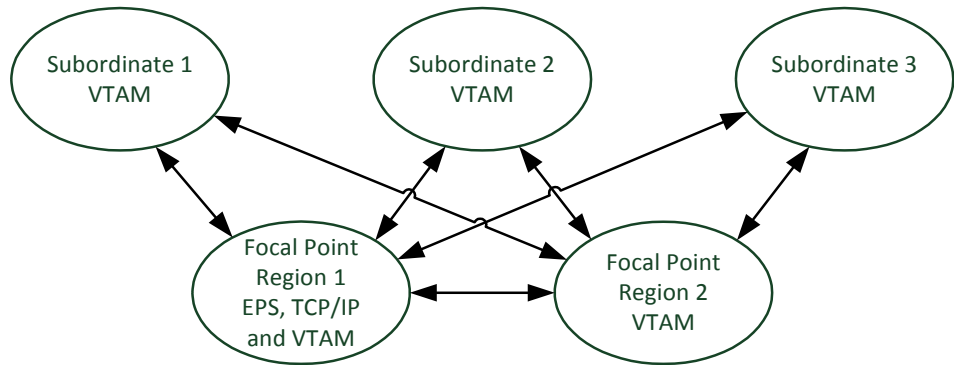 Subordinate 1
VTAM
Subordinate 2
VTAM
Subordinate 3
VTAM
Focal Point
Region 1
EPS, TCP/IP
and VTAM
Focal Point
Region 2
VTAM